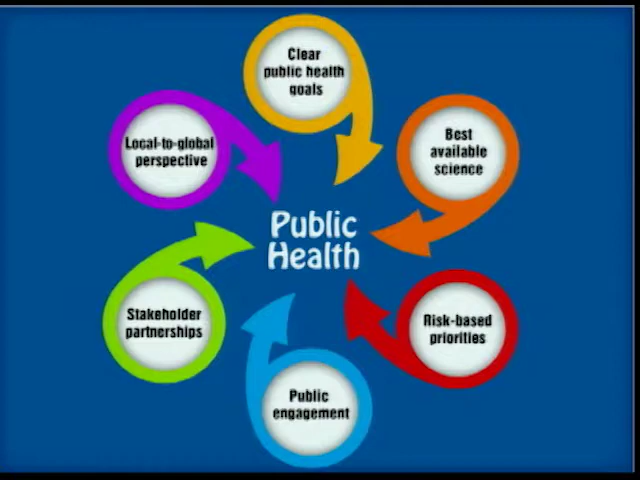 Clear
public health
goals
Best
available
science
Local-to-global
perspective
Public
Health
Stakeholder
partnerships
Risk-based
priorities
Public
engagement